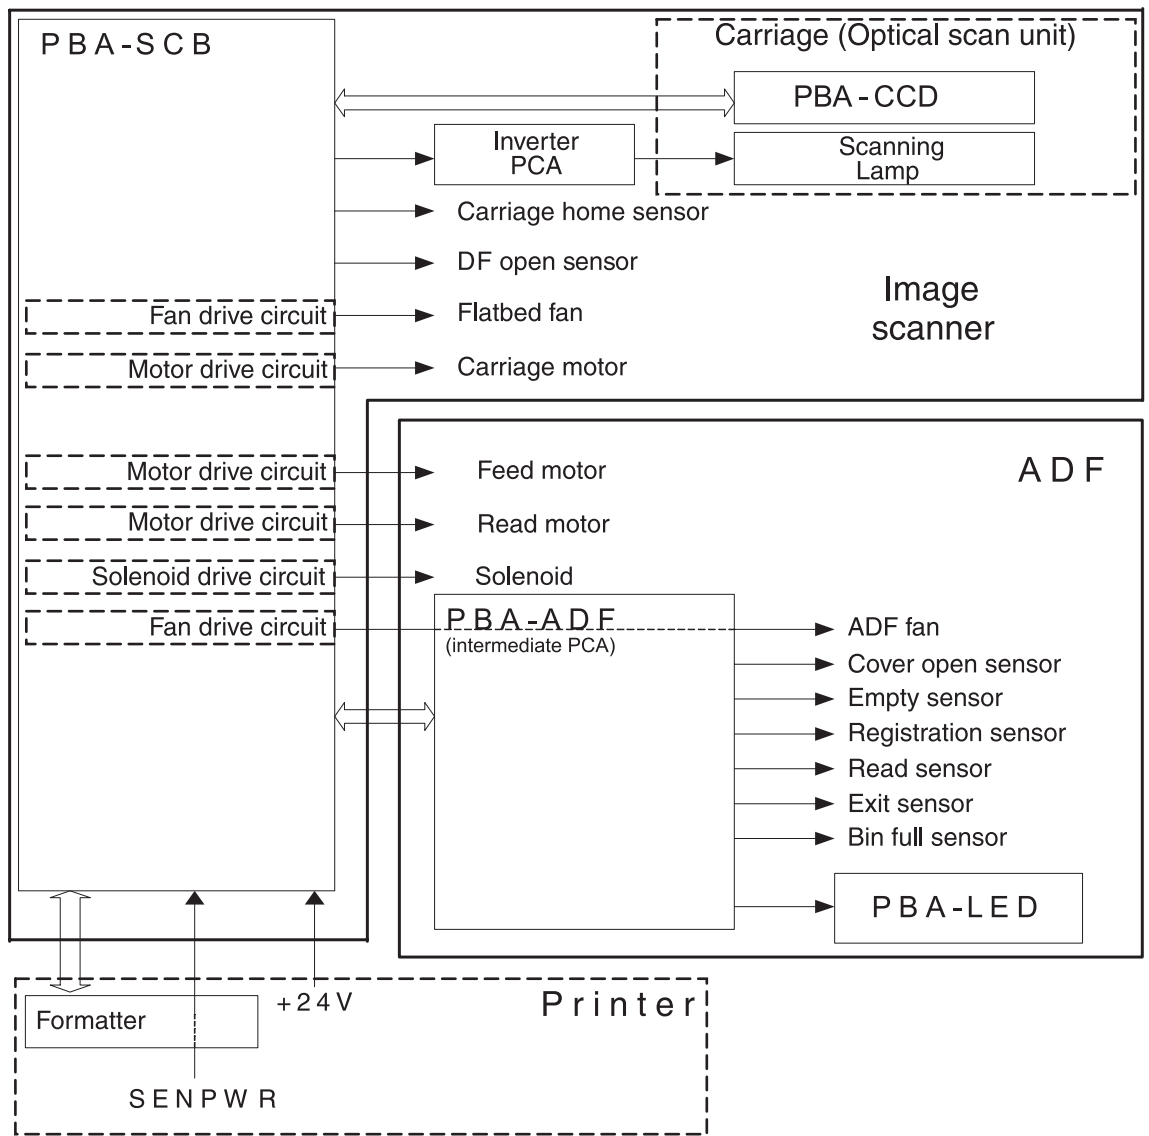 PBA-SCB
Carriage (Optical scan unit)
PBA-CCD
Inverter
PCA
Scanning
Lamp
Carriage home sensor
DF open sensor
Image
scanner
Fan drive circuit
Flatbed fan
Motor drive circuit
Carriage motor
ADF
Motor drive circuit
Feed motor
Motor drive circuit
Read motor
Solenoid drive circuit
Solenoid
PBA-ADF
(intermediate PCA)
Fan drive circuit
ADF fan
Cover open sensor
Empty sensor
Registration sensor
Read sensor
Exit sensor
Bin full sensor
PBA-LED
Printer
+24V
Formatter
SENPWR